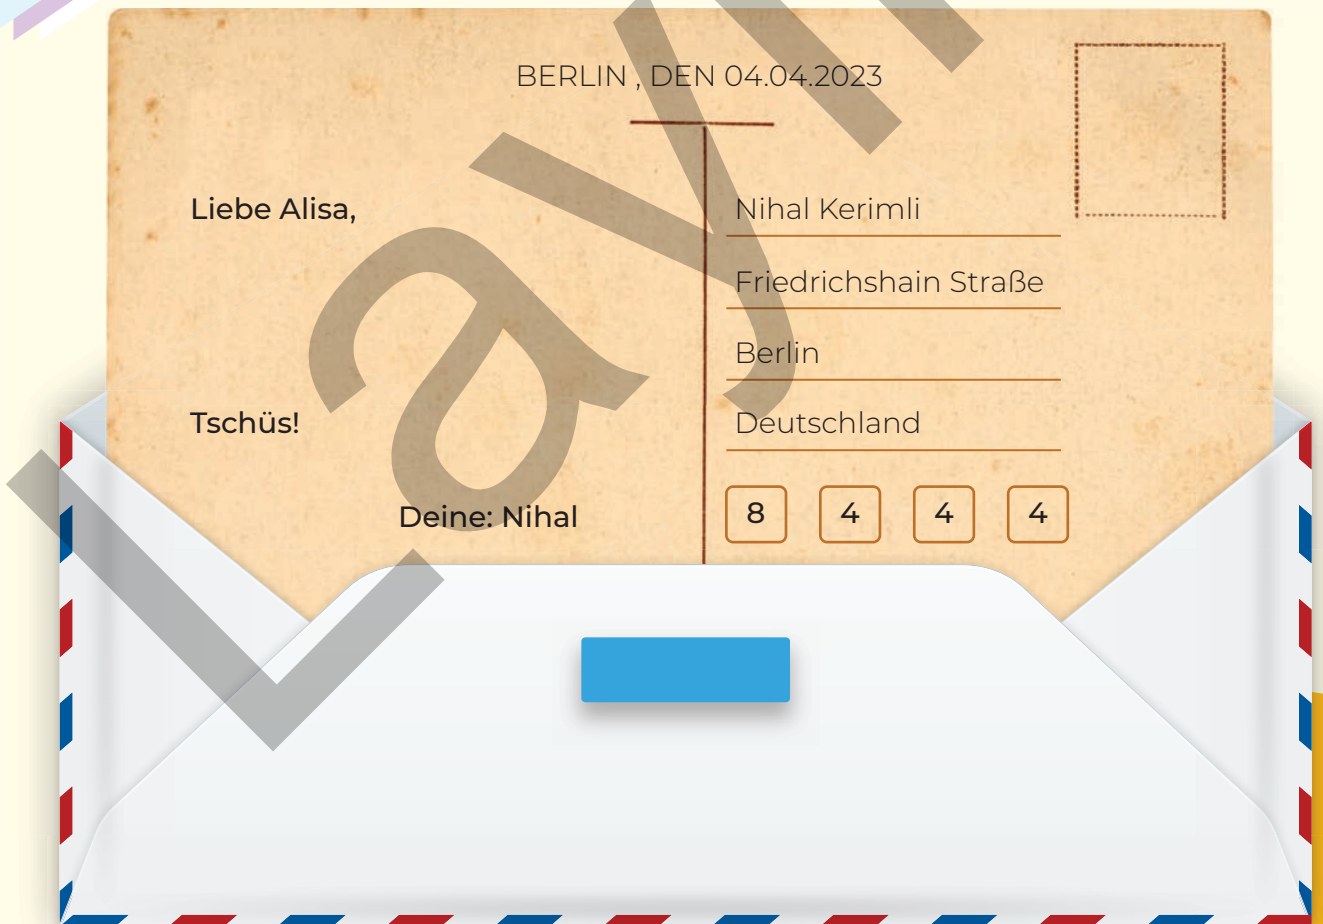 BERLIN , DEN 04.04.2023
Liebe Alisa,
Tschüs!
Deine: Nihal
Nihal Kerimli
Friedrichshain Straße
Berlin
Deutschland
8 4 4 4